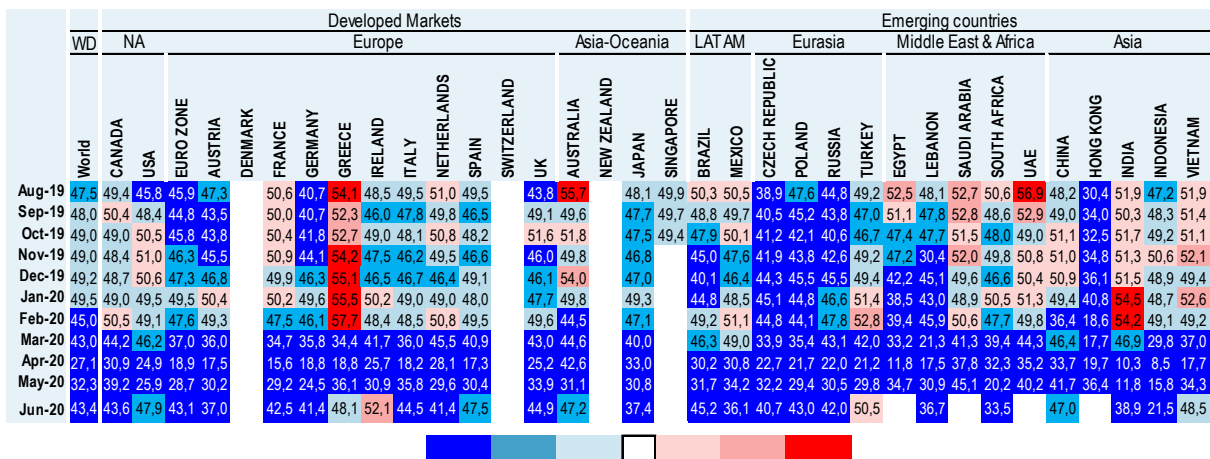 Developed Markets Emerging countries
WD NA Europe Asia-Oceania LATAM Eurasia Middle East & Africa Asia
World CANADA USA EURO ZONE AUSTRIA DENMARK FRANCE GERMANY GREECE IRELAND ITALY NETHERLANDS SPAIN SWITZERLAND UK AUSTRALIA NEW ZEALAND JAPAN SINGAPORE BRAZIL MEXICO CZECH REPUBLIC POLAND RUSSIA TURKEY EGYPT LEBANON SAUDI ARABIA SOUTH AFRICA UAE CHINA HONG KONG INDIA INDONESIA VIETNAM
Aug-19 47,5 49,4 45,8 45,9 47,3 50,6 40,7 54,1 48,5 49,5 51,0 49,5 43,8 55,7 48,1 49,9 50,3 50,5 38,9 47,6 44,8 49,2 52,5 48,1 52,7 50,6 56,9 48,2 30,4 51,9 47,2 51,9
Sep-19 48,0 50,4 48,4 44,8 43,5 50,0 40,7 52,3 46,0 47,8 49,8 46,5 49,1 49,6 47,7 49,7 48,8 49,7 40,5 45,2 43,8 47,0 51,1 47,8 52,8 48,6 52,9 49,0 34,0 50,3 48,3 51,4
Oct-19 49,0 49,0 50,5 45,8 43,8 50,4 41,8 52,7 49,0 48,1 50,8 48,2 51,6 51,8 47,5 49,4 47,9 50,1 41,2 42,1 40,6 46,7 47,4 47,7 51,5 48,0 49,0 51,1 32,5 51,7 49,2 51,1
Nov-19 49,0 48,4 51,0 46,3 45,5 50,9 44,1 54,2 46,5 46,2 49,5 46,6 46,0 49,8 46,8 45,0 47,6 41,9 43,8 42,6 49,2 47,2 30,4 52,0 49,8 50,8 49,0 33,1 51,3 50,6 52,1
Dec-19 49,2 48,7 50,6 47,3 46,8 49,9 46,3 55,1 46,7 46,7 46,4 49,1 46,1 54,0 47,0 40,1 46,4 44,3 45,5 45,5 49,4 42,2 45,1 49,6 46,6 50,4 50,9 36,1 51,5 48,9 49,4
Jan-20 49,5 49,0 49,5 49,5 50,4 50,2 49,6 55,5 50,2 49,0 49,0 48,0 47,7 49,8 49,3 44,8 48,5 45,1 44,8 46,6 51,4 38,5 43,0 48,9 50,5 51,3 49,4 40,8 54,5 48,7 52,6
Feb-20 45,0 50,5 49,1 47,6 49,3 47,5 46,1 57,7 48,4 48,5 50,8 49,5 49,6 44,5 47,1 49,2 51,1 44,8 44,1 47,8 52,8 39,4 45,9 50,6 47,7 49,8 36,4 18,6 54,2 49,1 49,2
Mar-20 43,0 44,2 46,2 37,0 36,0 34,7 35,8 34,4 41,7 36,0 45,5 40,9 43,0 44,6 40,0 46,3 49,0 33,9 35,4 43,1 42,0 33,2 21,3 41,3 39,4 44,3 46,4 17,7 46,9 29,8 37,0
Apr-20 27,1 30,9 24,9 18,9 17,5 15,6 18,8 18,8 25,7 18,2 28,1 17,3 25,2 42,6 33,0 30,2 30,8 22,7 21,7 22,0 21,2 11,8 17,5 37,8 32,3 35,2 33,7 19,7 10,3 8,5 17,7
May-20 32,3 39,2 25,9 28,7 30,2 29,2 24,5 36,1 30,9 35,8 29,6 30,4 33,9 31,1 30,8 31,7 34,2 32,2 29,4 30,5 29,8 34,7 30,9 45,1 20,2 40,2 41,7 36,4 11,8 15,8 34,3
Jun-20 43,4 43,6 47,9 43,1 37,0 42,5 41,4 48,1 52,1 44,5 41,4 47,5 44,9 47,2 37,4 45,2 36,1 40,7 43,0 42,0 50,5 36,7 33,5 47,0 38,9 21,5 48,5